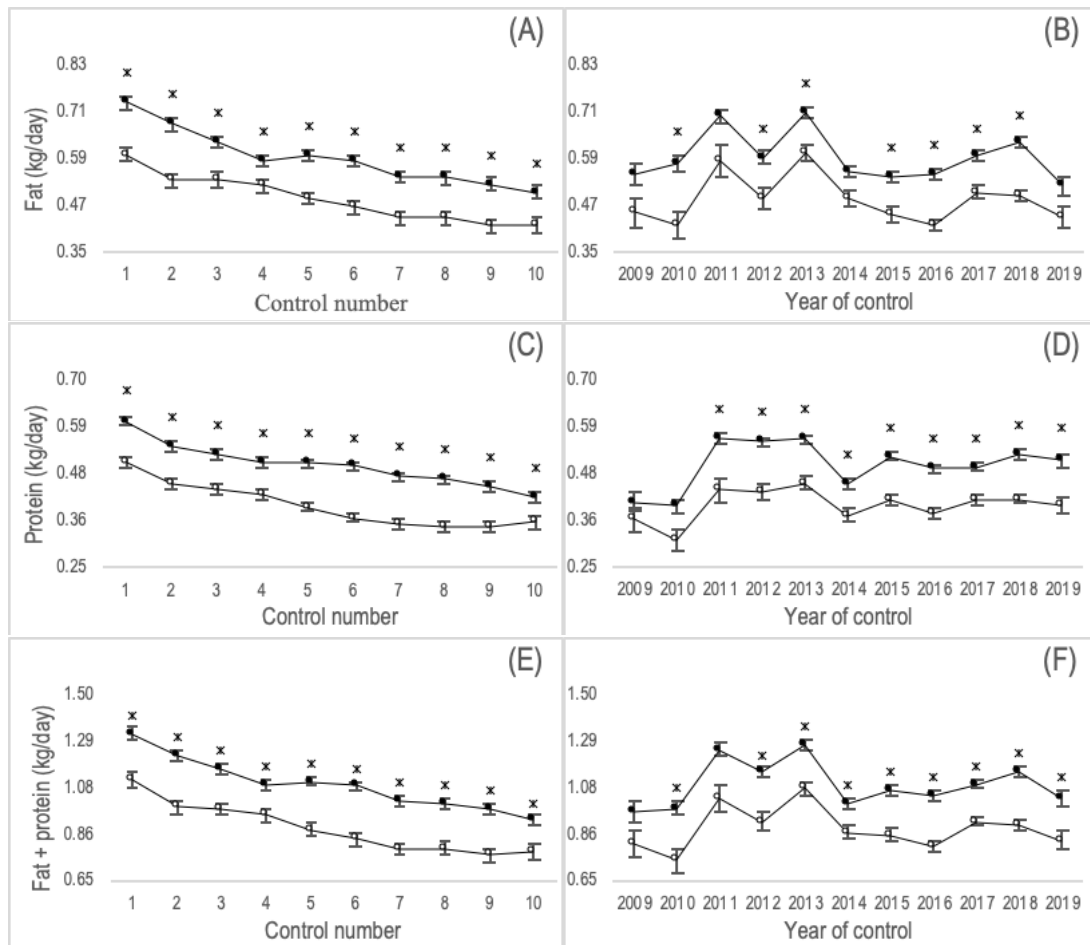 (A)
Fat (kg/day)
0.83
0.71
0.59
0.47
0.35
1 2 3 4 5 6 7 8 9 10
Control number
(B)
0.83
0.71
0.59
0.47
0.35
2009 2010 2011 2012 2013 2014 2015 2016 2017 2018 2019
Year of control
(C)
Protein (kg/day)
0.70
0.59
0.48
0.36
0.25
1 2 3 4 5 6 7 8 9 10
Control number
(D)
0.70
0.59
0.48
0.36
0.25
2009 2010 2011 2012 2013 2014 2015 2016 2017 2018 2019
Year of control
(E)
Fat + protein (kg/day)
1.50
1.29
1.08
0.86
0.65
1 2 3 4 5 6 7 8 9 10
Control number
(F)
1.50
1.29
1.08
0.86
0.65
2009 2010 2011 2012 2013 2014 2015 2016 2017 2018 2019
Year of control